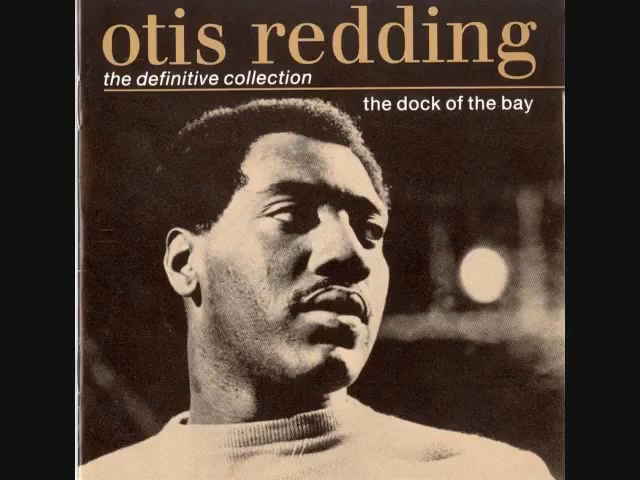 otis redding
the definitive collection
the dock of the bay